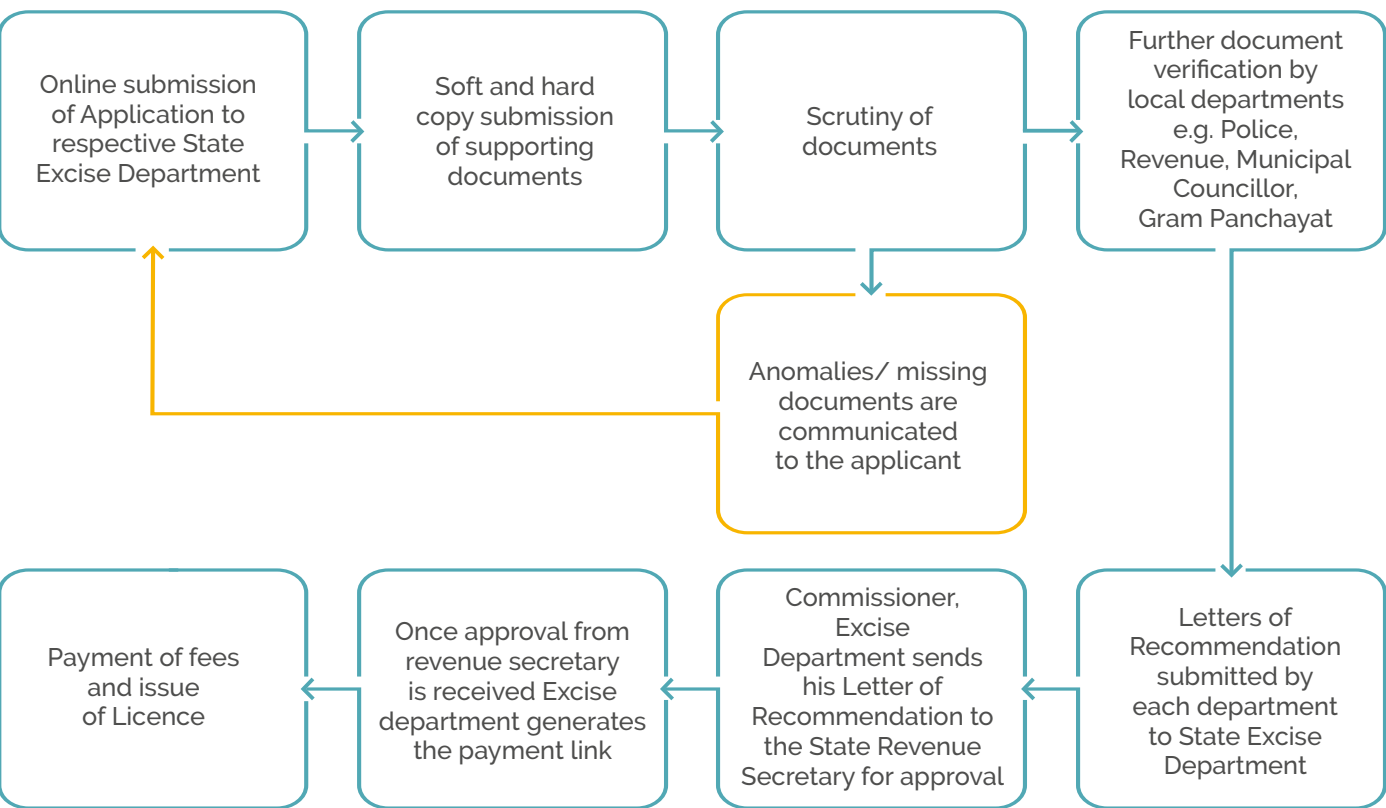 Online submission
of Application to
respective State
Excise Department
Soft and hard
copy submission
of supporting
documents
Scrutiny of
documents
Further document
verification by
local departments
e.g. Police,
Revenue, Municipal
Councillor,
Gram Panchayat
Anomalies/ missing
documents are
communicated
to the applicant
Letters of
Recommendation
submitted by
each department
to State Excise
Department
Commissioner,
Excise
Department sends
his Letter of
Recommendation to
the State Revenue
Secretary for approval
Once approval from
revenue secretary
is received Excise
department generates
the payment link
Payment of fees
and issue
of Licence